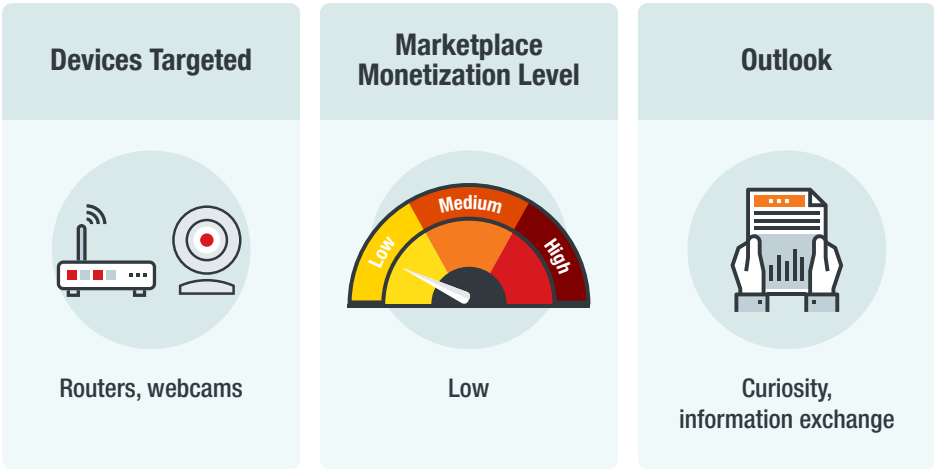 Devices Targeted
Routers, webcams
Marketplace
Monetization Level
Low
Medium
High
Low
Outlook
Curiosity,
information exchange